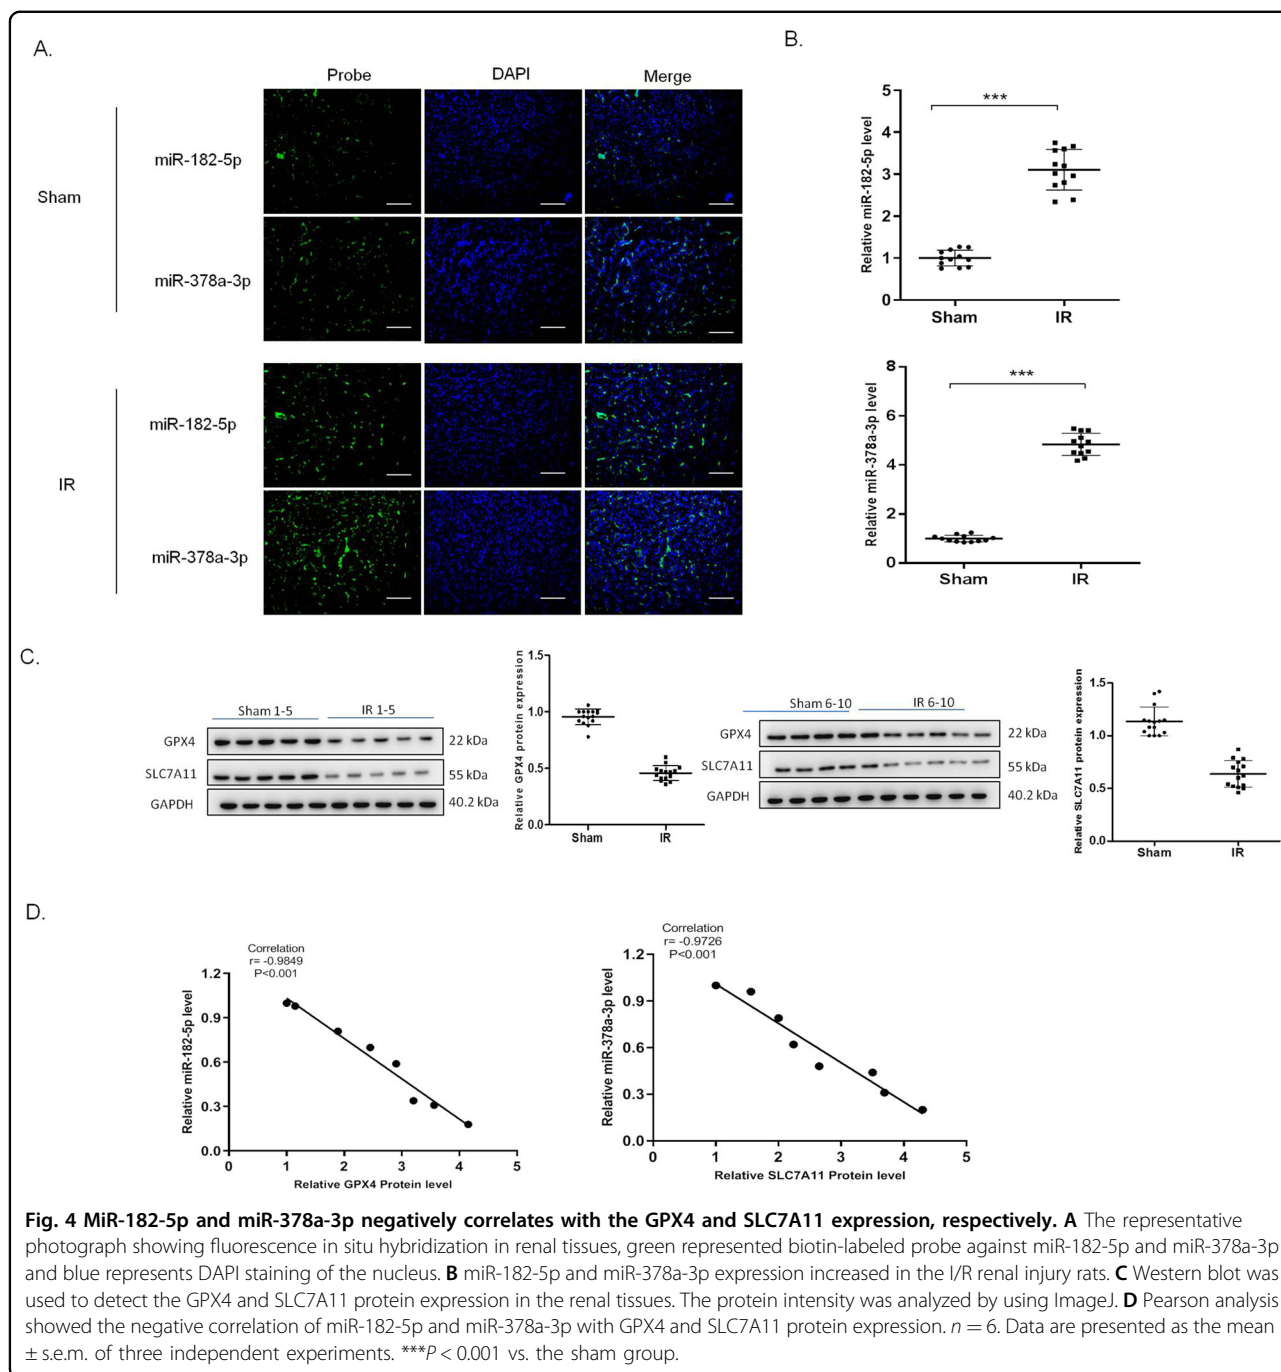 A.
Probe DAPI Merge
Sham
miR-182-5p
miR-378a-3p
IR
miR-182-5p
miR-378a-3p
B.
Relative miR-182-5p level
5
4
3
2
1
0
***
Sham IR
Relative miR-378a-3p level
8
6
4
2
0
***
Sham IR
C.
Sham 1-5 IR 1-5
GPX4 22 kDa
SLC7A11 55 kDa
GAPDH 40.2 kDa
Relative GPX4 protein expression
1.5
1.0
0.5
0.0
Sham IR
Sham 6-10 IR 6-10
GPX4 22 kDa
SLC7A11 55 kDa
GAPDH 40.2 kDa
Relative SLC7A11 protein expression
1.5
1.0
0.5
0.0
Sham IR
D.
Correlation
r= -0.9849
P<0.001
Relative miR-182-5p level
1.2
0.9
0.6
0.3
0.0
0 1 2 3 4 5
Relative GPX4 Protein level
Correlation
r= -0.9726
P<0.001
Relative miR-378a-3p level
1.2
0.9
0.6
0.3
0.0
0 1 2 3 4 5
Relative SLC7A11 Protein level
Fig. 4 MiR-182-5p and miR-378a-3p negatively correlates with the GPX4 and SLC7A11 expression, respectively. A The representative
photograph showing fluorescence in situ hybridization in renal tissues, green represented biotin-labeled probe against miR-182-5p and miR-378a-3p
and blue represents DAPI staining of the nucleus. B miR-182-5p and miR-378a-3p expression increased in the I/R renal injury rats. C Western blot was
used to detect the GPX4 and SLC7A11 protein expression in the renal tissues. The protein intensity was analyzed by using ImageJ. D Pearson analysis
showed the negative correlation of miR-182-5p and miR-378a-3p with GPX4 and SLC7A11 protein expression. n = 6. Data are presented as the mean
± s.e.m. of three independent experiments. ***P < 0.001 vs. the sham group.